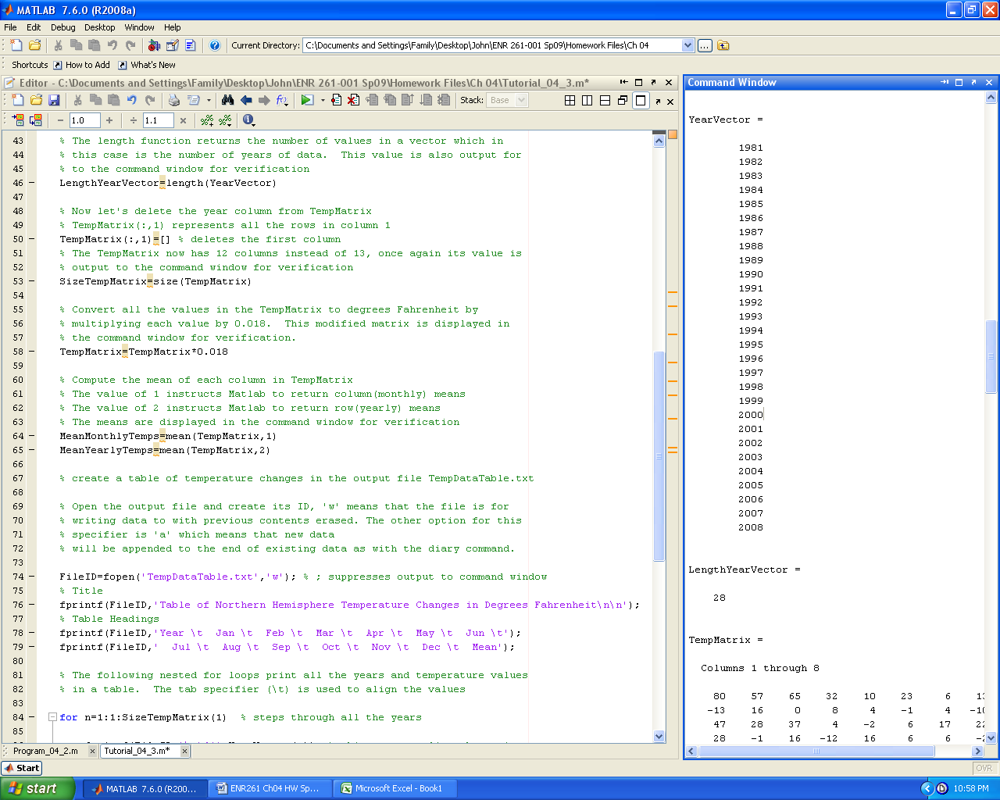 MATLAB  7.6.0 (R2008a)
File Edit Debug Desktop Window Help
Current Directory: C:\Documents and Settings\Family\Desktop\John\ENR 261-001 Sp09\Homework Files\Ch 04
Shortcuts How to Add What's New
Editor - C:\Documents and Settings\Family\Desktop\John\ENR 261-001 Sp09\Homework Files\Ch 04\Tutorial_04_3.m*
Stack: Base
1.0 1.1
43 % The length function returns the number of values in a vector which in
44 % this case is the number of years of data.  This value is also output for
45 % to the command window for verification
46 LengthYearVector=length(YearVector)
47
48 % Now let's delete the year column from TempMatrix
49 % TempMatrix(:,1) represents all the rows in column 1
50 TempMatrix(:,1)=[] % deletes the first column
51 % The TempMatrix now has 12 columns instead of 13, once again its value is
52 % output to the command window for verification
53 SizeTempMatrix=size(TempMatrix)
54
55 % Convert all the values in the TempMatrix to degrees Fahrenheit by
56 % multiplying each value by 0.018.  This modified matrix is displayed in
57 % the command window for verification.
58 TempMatrix=TempMatrix*0.018
59
60 % Compute the mean of each column in TempMatrix
61 % The value of 1 instructs Matlab to return column(monthly) means
62 % The value of 2 instructs Matlab to return row(yearly) means
63 % The means are displayed in the command window for verification
64 MeanMonthlyTemps=mean(TempMatrix,1)
65 MeanYearlyTemps=mean(TempMatrix,2)
66
67 % create a table of temperature changes in the output file TempDataTable.txt
68
69 % Open the output file and create its ID, 'w' means that the file is for
70 % writing data to with previous contents erased. The other option for this
71 % specifier is 'a' which means that new data
72 % will be appended to the end of existing data as with the diary command.
73
74 FileID=fopen('TempDataTable.txt','w'); % ; suppresses output to command window
75 % Title
76 fprintf(FileID,'Table of Northern Hemisphere Temperature Changes in Degrees Fahrenheit\n\n');
77 % Table Headings
78 fprintf(FileID,'Year \t  Jan \t  Feb \t  Mar \t  Apr \t  May \t  Jun \t');
79 fprintf(FileID,'  Jul \t  Aug \t  Sep \t  Oct \t  Nov \t  Dec \t  Mean');
80
81 % The following nested for loops print all the years and temperature values
82 % in a table.  The tab specifier (\t) is used to align the values
83
84 for n=1:1:SizeTempMatrix(1)  % steps through all the years
85
Program_04_2.m Tutorial_04_3.m*
Command Window
YearVector =
1981
1982
1983
1984
1985
1986
1987
1988
1989
1990
1991
1992
1993
1994
1995
1996
1997
1998
1999
2000
2001
2002
2003
2004
2005
2006
2007
2008
LengthYearVector =
28
TempMatrix =
Columns 1 through 8
80 57 65 32 10 23 6
-13 16 0 8 4 -1 4
47 28 37 4 -2 6 17
28 -1 16 -12 16 6 6
Start OVR
start MATLAB 7.6.0 (R200... ENR261 Ch04 HW Sp... Microsoft Excel - Book1 10:58 PM